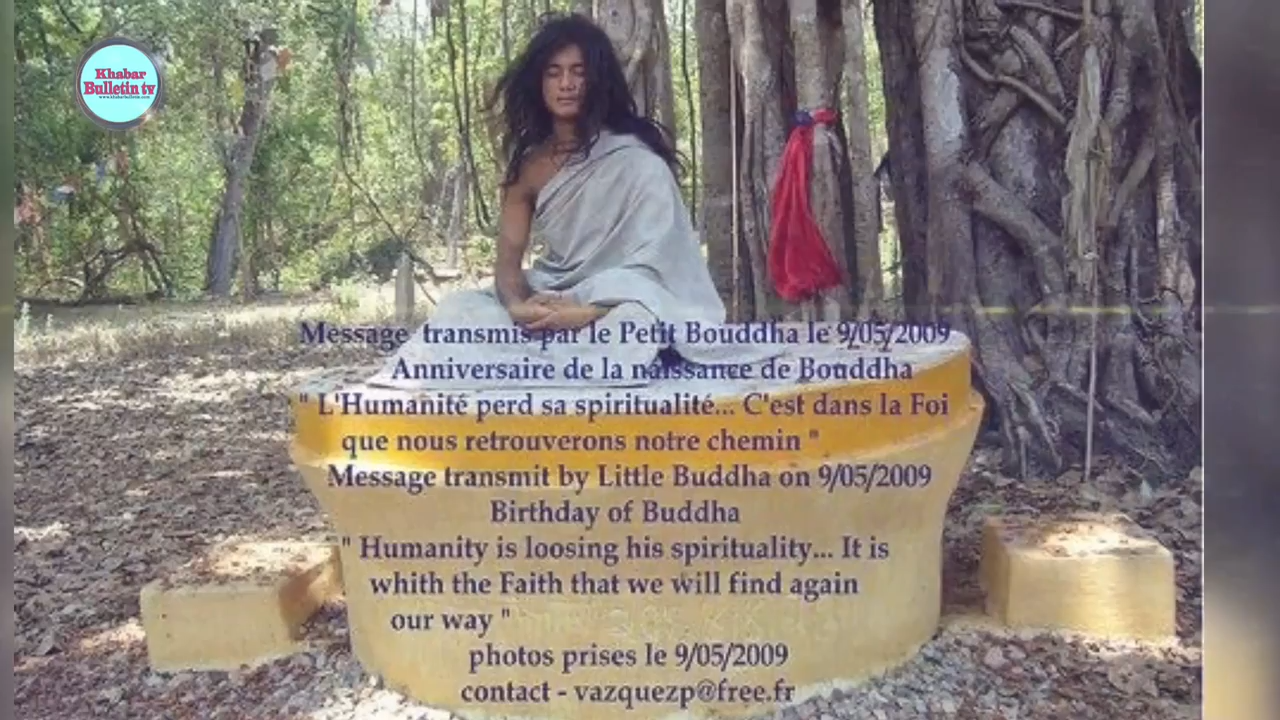 Khabar
Bulletin tv
www.khabarbulletin.com
Message transmis par le Petit Bouddha le 9/05/2009
Anniversaire de la naissance de Bouddha
" L'Humanité perd sa spiritualité... C'est dans la Foi
que nous retrouverons notre chemin "
Message transmit by Little Buddha on 9/05/2009
Birthday of Buddha
" Humanity is loosing his spirituality... It is
whith the Faith that we will find again
our way "
photos prises le 9/05/2009
contact - vazquezp@free.fr